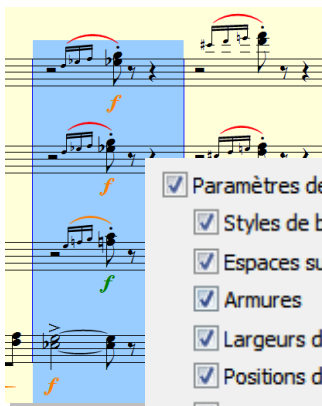 f
f
f
f
Paramètres de
Styles de b
Espaces su
Armures
Largeurs d
Positions d